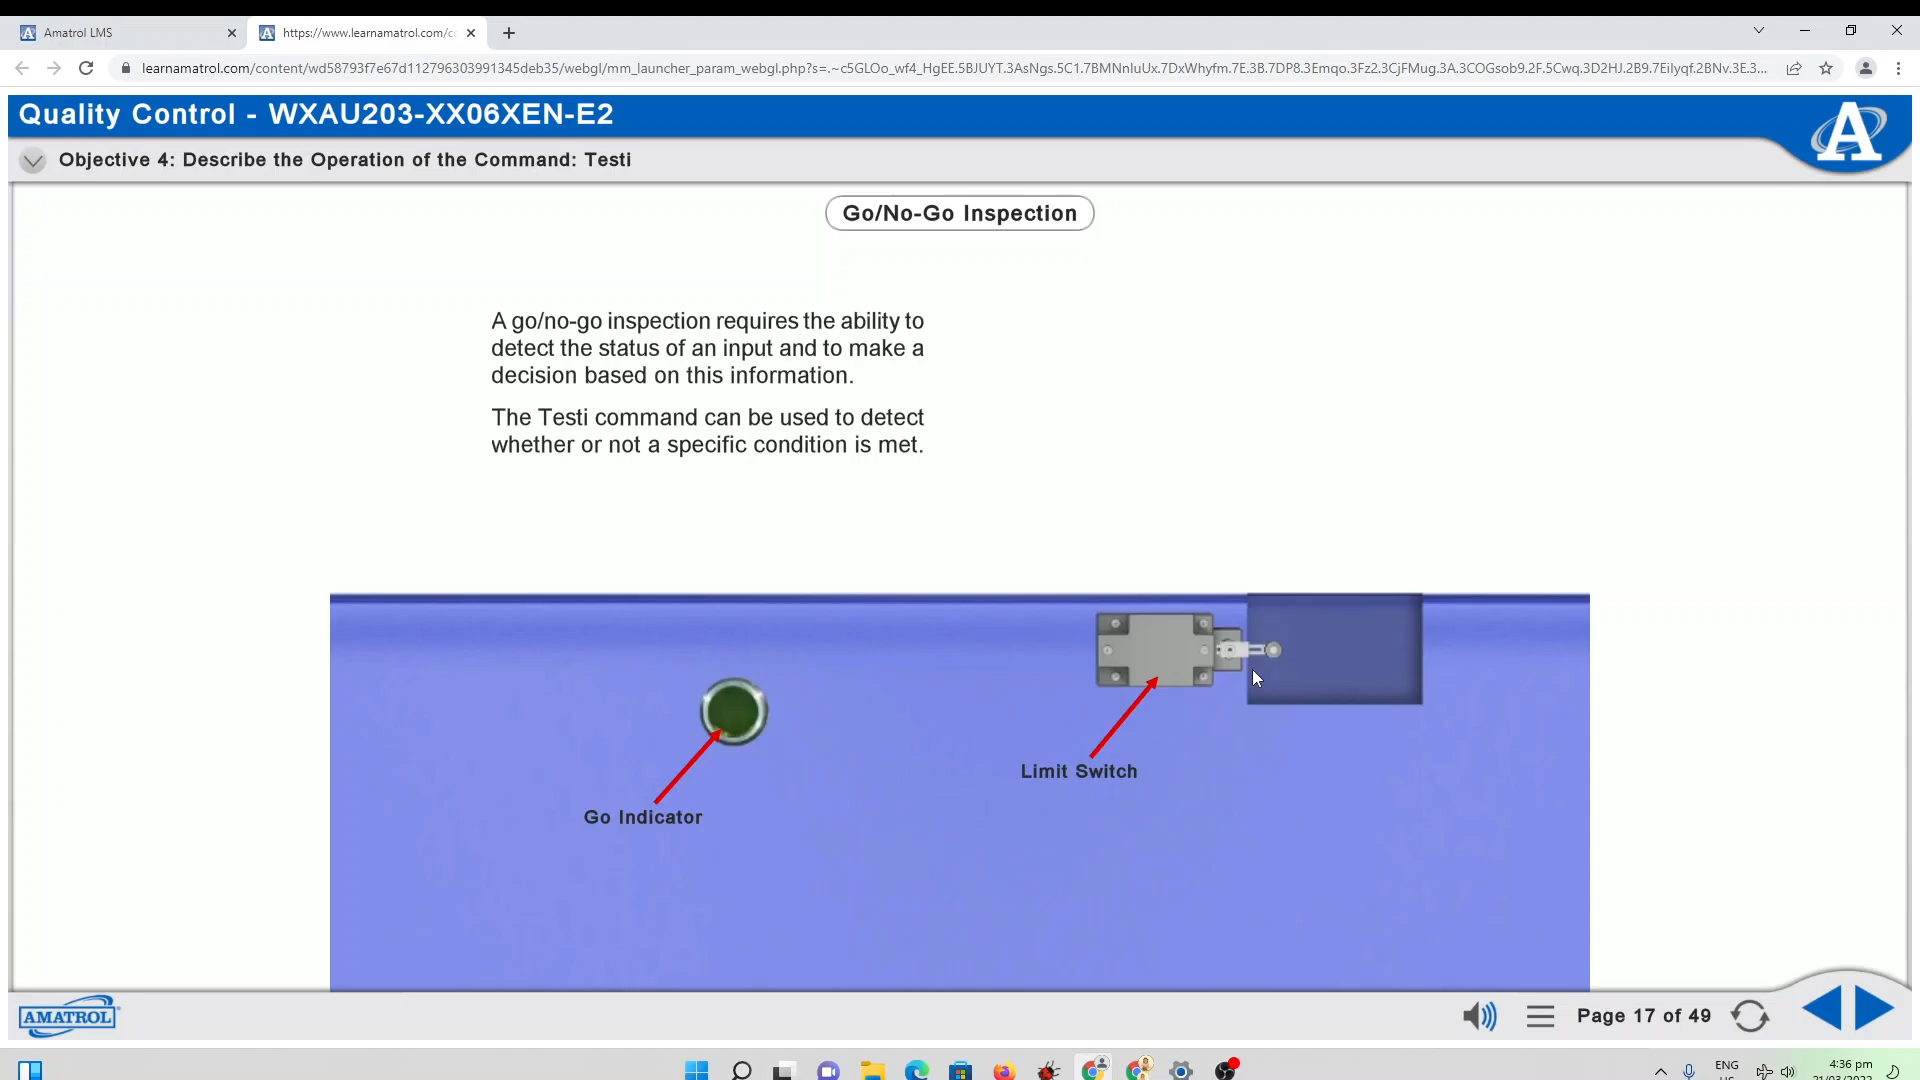 Amatrol LMS
https://www.learnamatrol.com/cc
learnamatrol.com/content/wd58793f7e67d112796303991345deb35/webgl/mm_launcher_param_webgl.php?s=.~c5GLOo_wf4_HgEE.5BJUYT.3AsNgs.5C1.7BMNnIuUx.7DxWhyfm.7E.3B.7DP8.3Emqo.3Fz2.3CjFMug.3A.3COGsob9.2F.5Cwq.3D2HJ.2B9.7Eilyqf.2BNv.3E.3...
Quality Control - WXAU203-XX06XEN-E2
Objective 4: Describe the Operation of the Command: Testi
Go/No-Go Inspection
A go/no-go inspection requires the ability to
detect the status of an input and to make a
decision based on this information.
The Testi command can be used to detect
whether or not a specific condition is met.
Limit Switch
Go Indicator
AMATROL
Page 17 of 49
ENG
4:36 pm